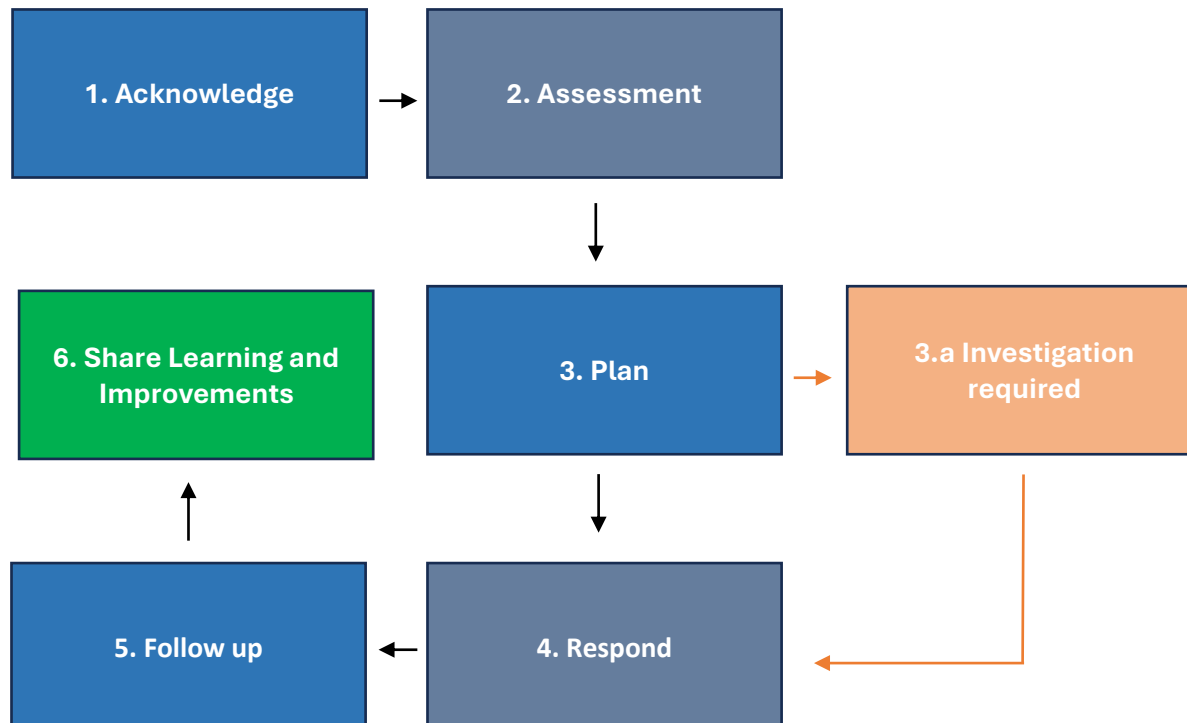 1. Acknowledge
2. Assessment
3. Plan
3.a Investigation
required
4. Respond
5. Follow up
6. Share Learning and
Improvements